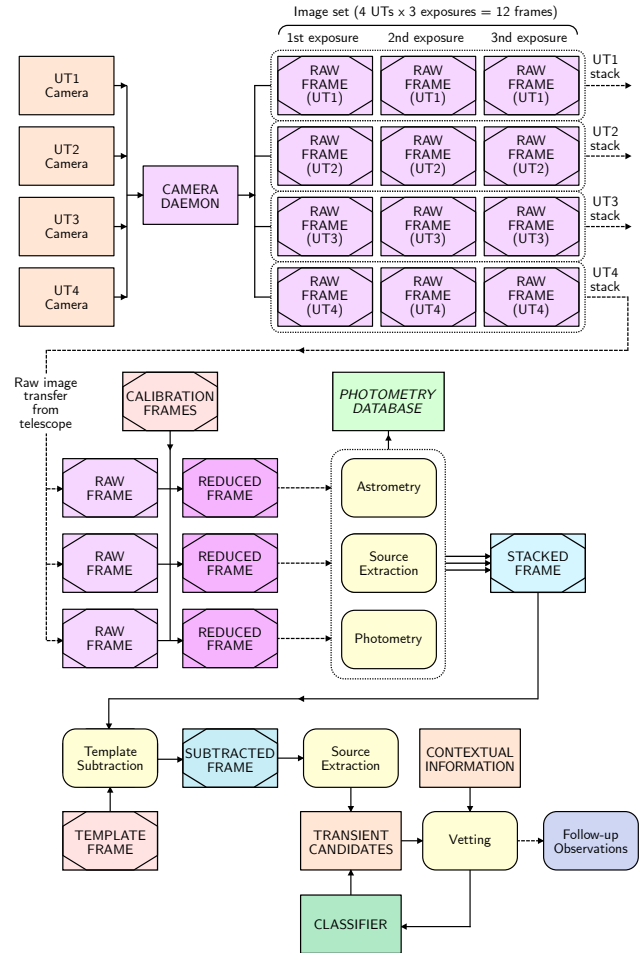 Image set (4 UTs x 3 exposures = 12 frames)
1st exposure
2nd exposure
3nd exposure
UT1
Camera
RAW
FRAME
(UT1)
RAW
FRAME
(UT1)
RAW
FRAME
(UT1)
UT1
stack
UT2
Camera
RAW
FRAME
(UT2)
RAW
FRAME
(UT2)
RAW
FRAME
(UT2)
UT2
stack
CAMERA
DAEMON
UT3
Camera
RAW
FRAME
(UT3)
RAW
FRAME
(UT3)
RAW
FRAME
(UT3)
UT3
stack
UT4
Camera
RAW
FRAME
(UT4)
RAW
FRAME
(UT4)
RAW
FRAME
(UT4)
UT4
stack
Raw image
transfer
from
telescope
CALIBRATION
FRAMES
PHOTOMETRY
DATABASE
RAW
FRAME
REDUCED
FRAME
Astrometry
RAW
FRAME
REDUCED
FRAME
Source
Extraction
STACKED
FRAME
RAW
FRAME
REDUCED
FRAME
Photometry
Template
Subtraction
SUBTRACTED
FRAME
Source
Extraction
CONTEXTUAL
INFORMATION
TEMPLATE
FRAME
TRANSIENT
CANDIDATES
Vetting
Follow-up
Observations
CLASSIFIER